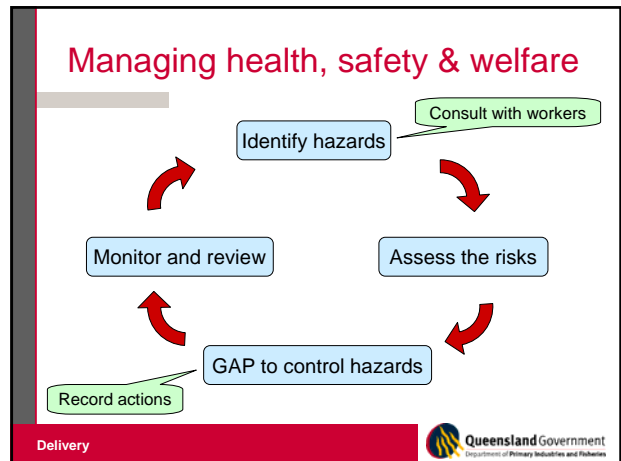 Managing health, safety & welfare
Consult with workers
Identify hazards
Monitor and review
Assess the risks
GAP to control hazards
Record actions
Delivery
Queensland Government
Department of Primary Industries and Fisheries